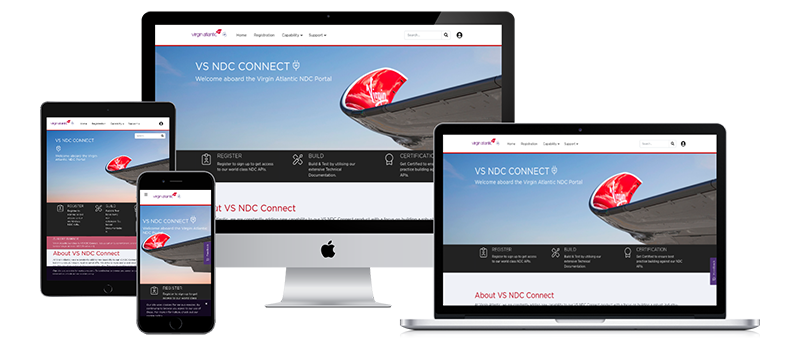 virgin atlantic
Home Registration Capability Support
Search...
VS NDC CONNECT
Welcome aboard the Virgin Atlantic NDC Portal
REGISTER
Register to sign up to get access
to our world class NDC
APIs.
BUILD
Build & Test by utilising our
extensive Technical
Documentation.
CERTIFICATION
Get Certified to ensure best
practice building against our
APIs
out VS NDC Connect
virgin atlantic
VS NDC CONNECT
Welcome aboard the Virgin
Atlantic NDC Portal
REGISTER
BUILD
About VS NDC Connect
virgin atlantic
VS NDC CONNECT
Welcome aboard the Virgin
Atlantic NDC Portal
REGISTER
Register to sign up to get
access to our world class NDC
virgin atlantic
Home Registration Capability Support
Search...
VS NDC CONNECT
Welcome aboard the Virgin Atlantic NDC Portal
REGISTER
Register to sign up to get access
to our world class NDC
APIs.
BUILD
Build & Test by utilising our
extensive Technical
Documentation.
CERTIFICATION
Get Certified to ensure best
practice building against our NDC
APIs
About VS NDC Connect